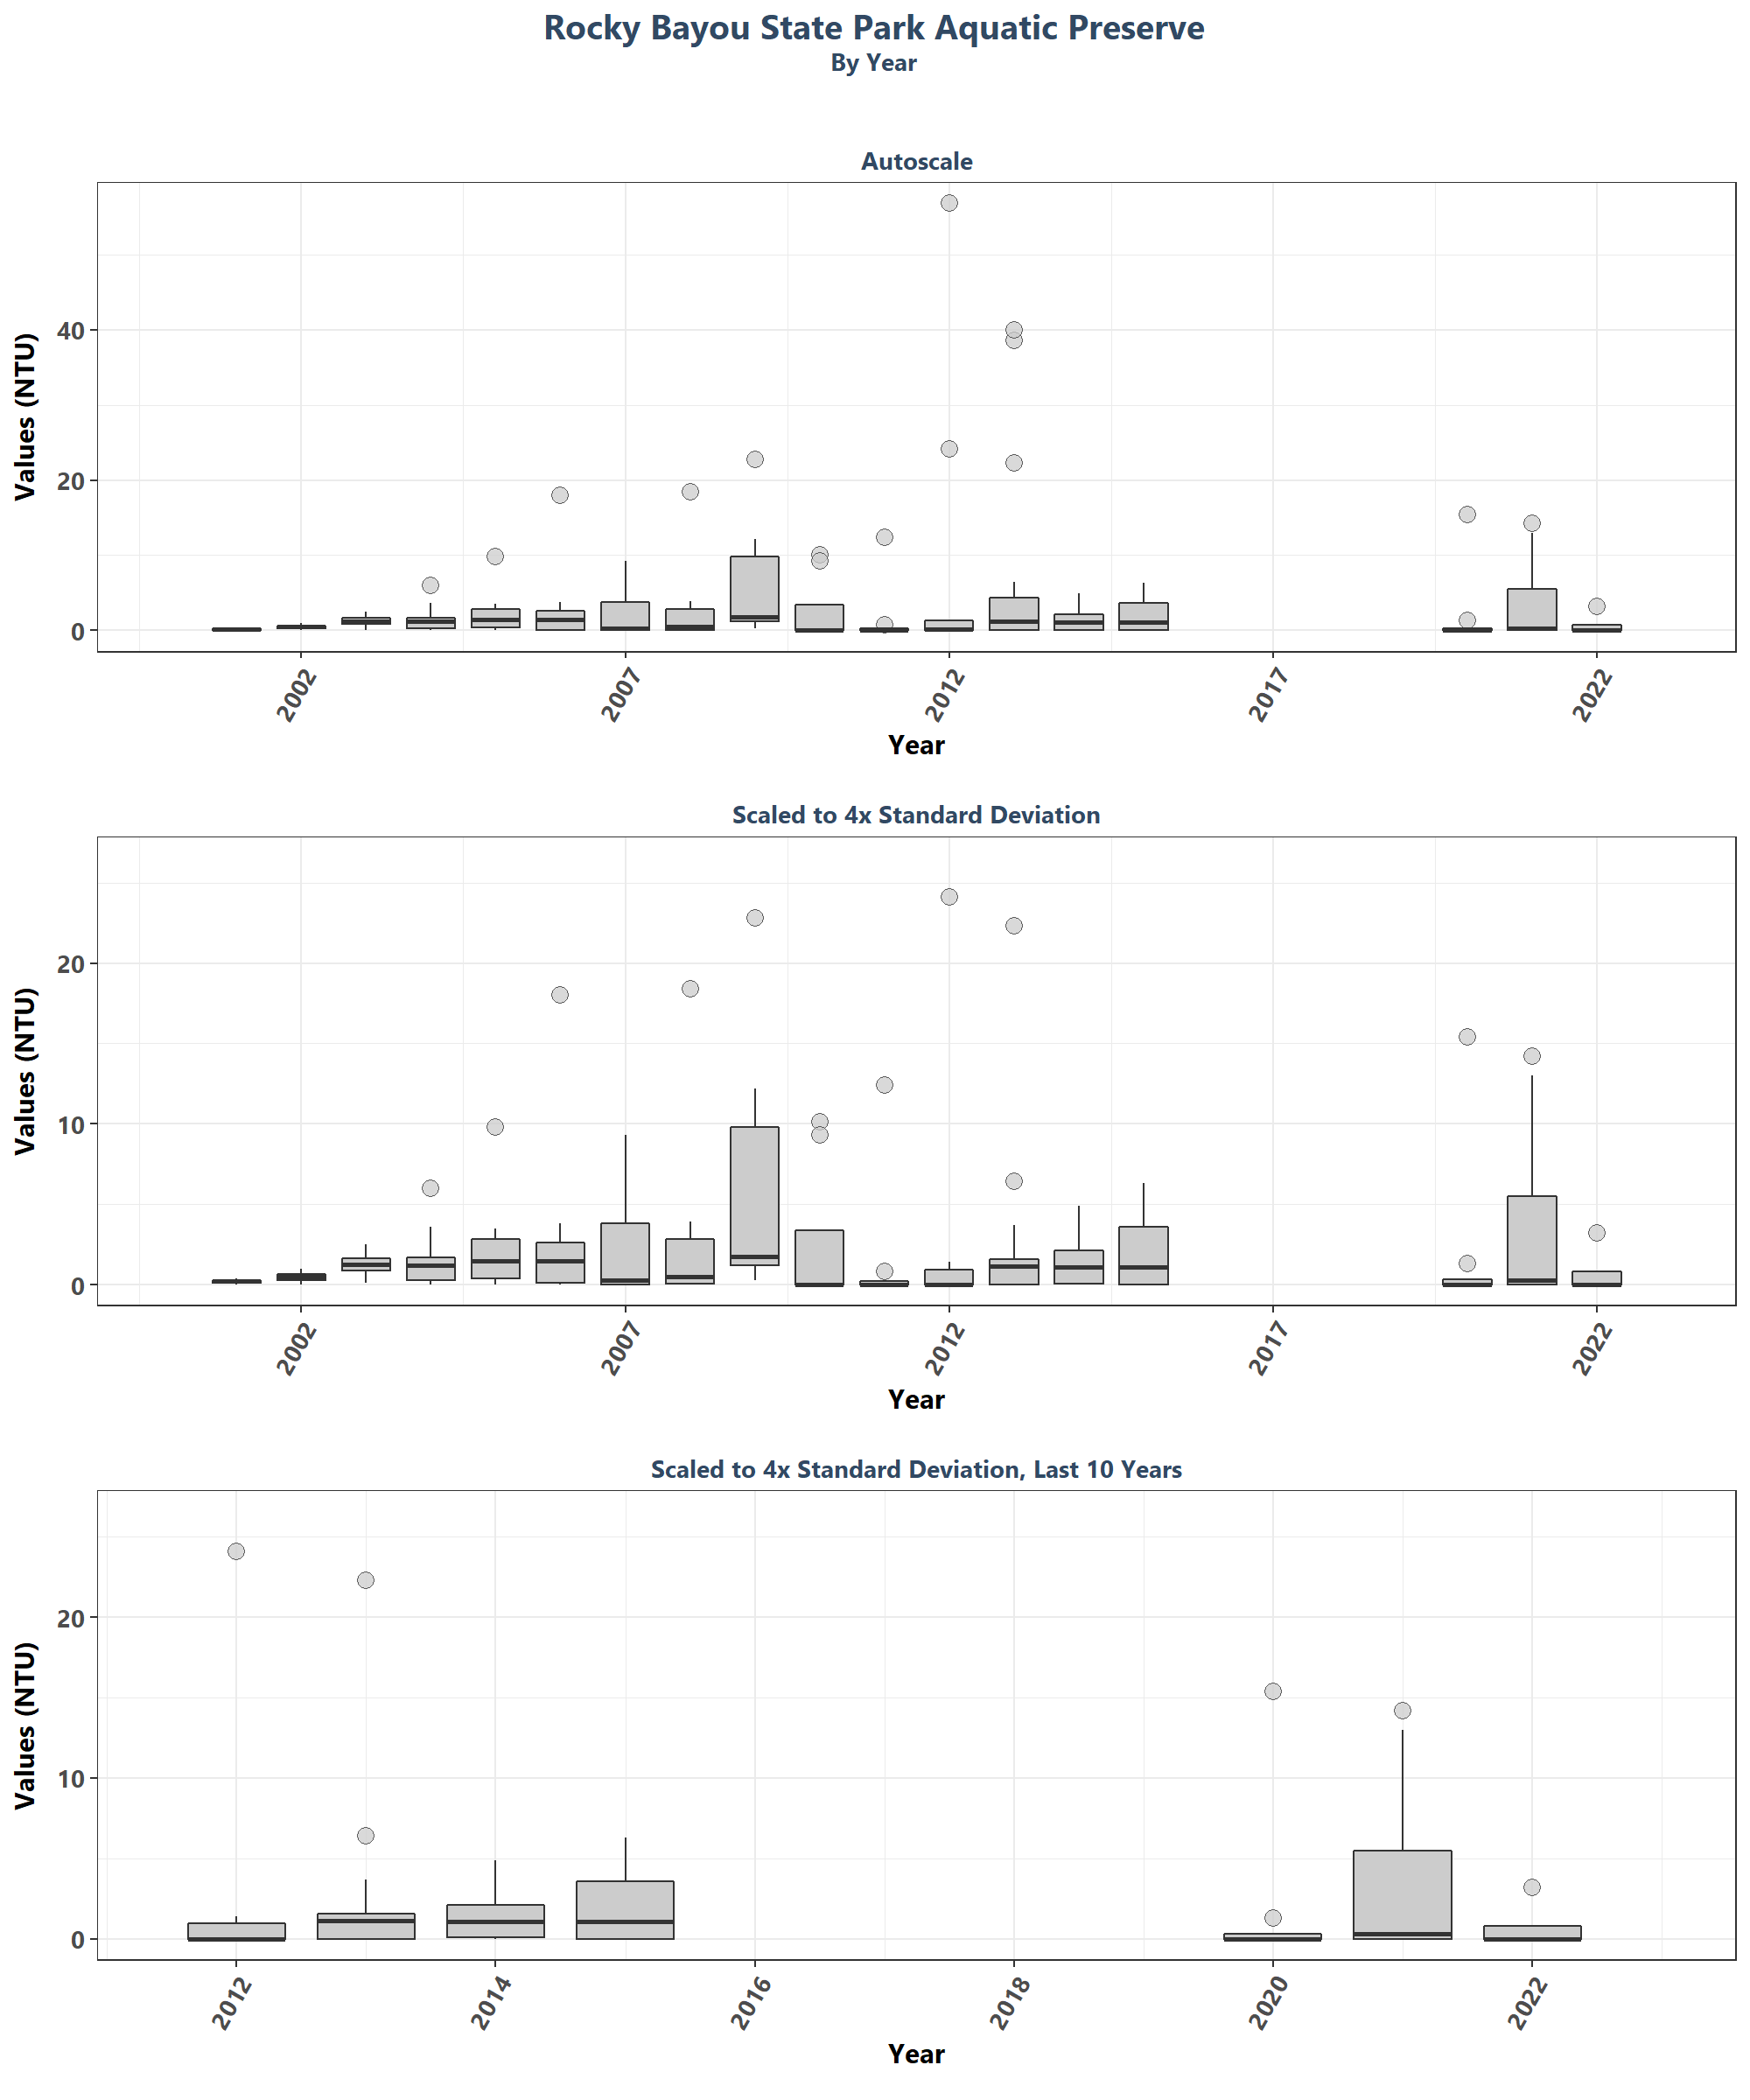 Rocky Bayou State Park Aquatic Preserve
By Year
Autoscale
Values (NTU)
40
20
0
2002 2007 2012 2017 2022
Year
Scaled to 4x Standard Deviation
Values (NTU)
20
10
0
2002 2007 2012 2017 2022
Year
Scaled to 4x Standard Deviation, Last 10 Years
Values (NTU)
20
10
0
2012 2014 2016 2018 2020 2022
Year